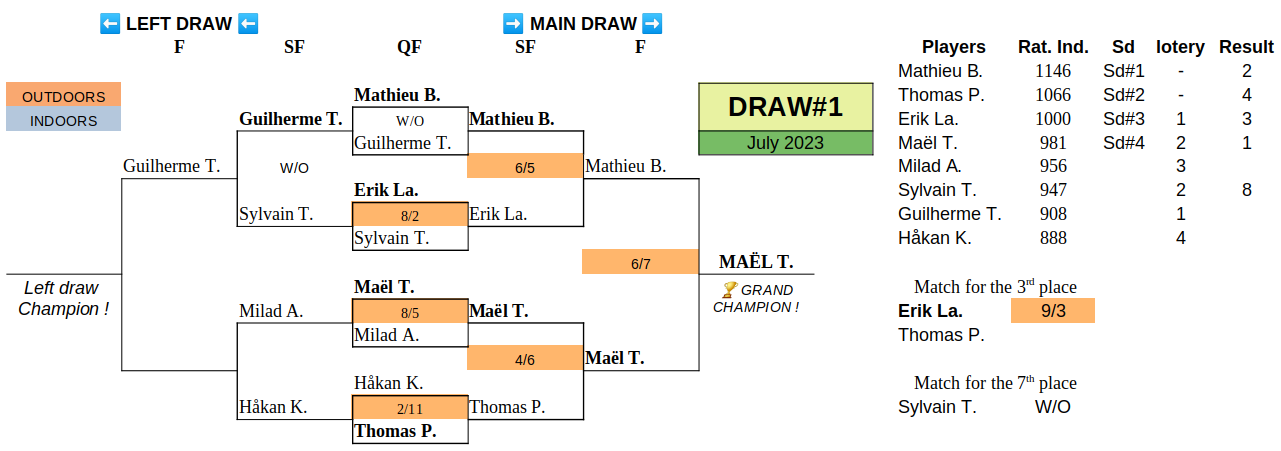 ⬅ LEFT DRAW ⬅ ➡ MAIN DRAW ➡
F SF QF SF F
OUTDOORS
INDOORS
DRAW#1
July 2023
Mathieu B.
Guilherme T. W/O Mathieu B.
Guilherme T.
Guilherme T. W/O 6/5 Mathieu B.
Erik La.
Sylvain T. 8/2 Erik La.
Sylvain T.
6/7 MAËL T.
Left draw
Champion !
🏆 GRAND
CHAMPION !
Maël T.
Milad A. 8/5 Maël T.
Milad A.
4/6 Maël T.
Håkan K.
Håkan K. 2/11 Thomas P.
Thomas P.
Players Rat. Ind. Sd lotery Result
Mathieu B. 1146 Sd#1 - 2
Thomas P. 1066 Sd#2 - 4
Erik La. 1000 Sd#3 1 3
Maël T. 981 Sd#4 2 1
Milad A. 956 3
Sylvain T. 947 2 8
Guilherme T. 908 1
Håkan K. 888 4
Match for the 3rd place
Erik La. 9/3
Thomas P.
Match for the 7th place
Sylvain T. W/O